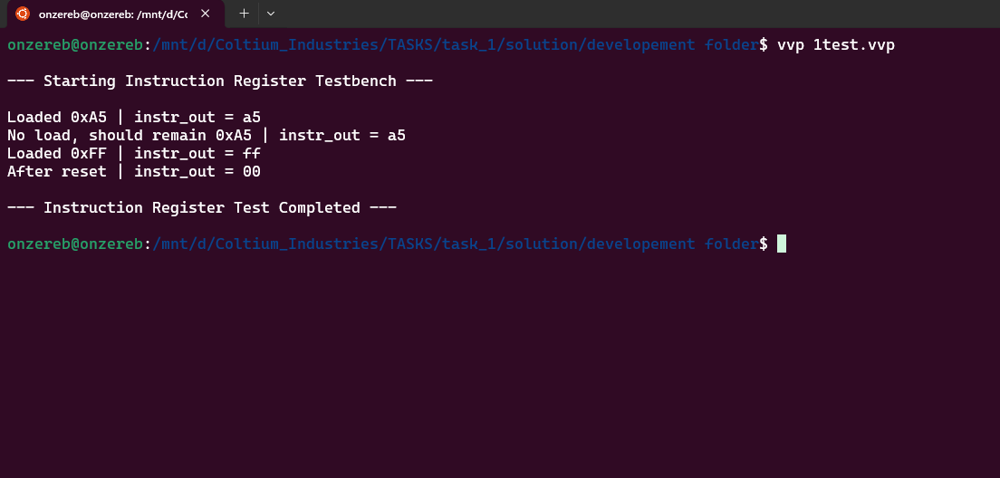 onzereb@onzereb: /mnt/d/Co
onzereb@onzereb:/mnt/d/Coltium_Industries/TASKS/task_1/solution/developement folder$ vvp 1test.vvp
--- Starting Instruction Register Testbench ---
Loaded 0xA5 | instr_out = a5
No load, should remain 0xA5 | instr_out = a5
Loaded 0xFF | instr_out = ff
After reset | instr_out = 00
--- Instruction Register Test Completed ---
onzereb@onzereb:/mnt/d/Coltium_Industries/TASKS/task_1/solution/developement folder$